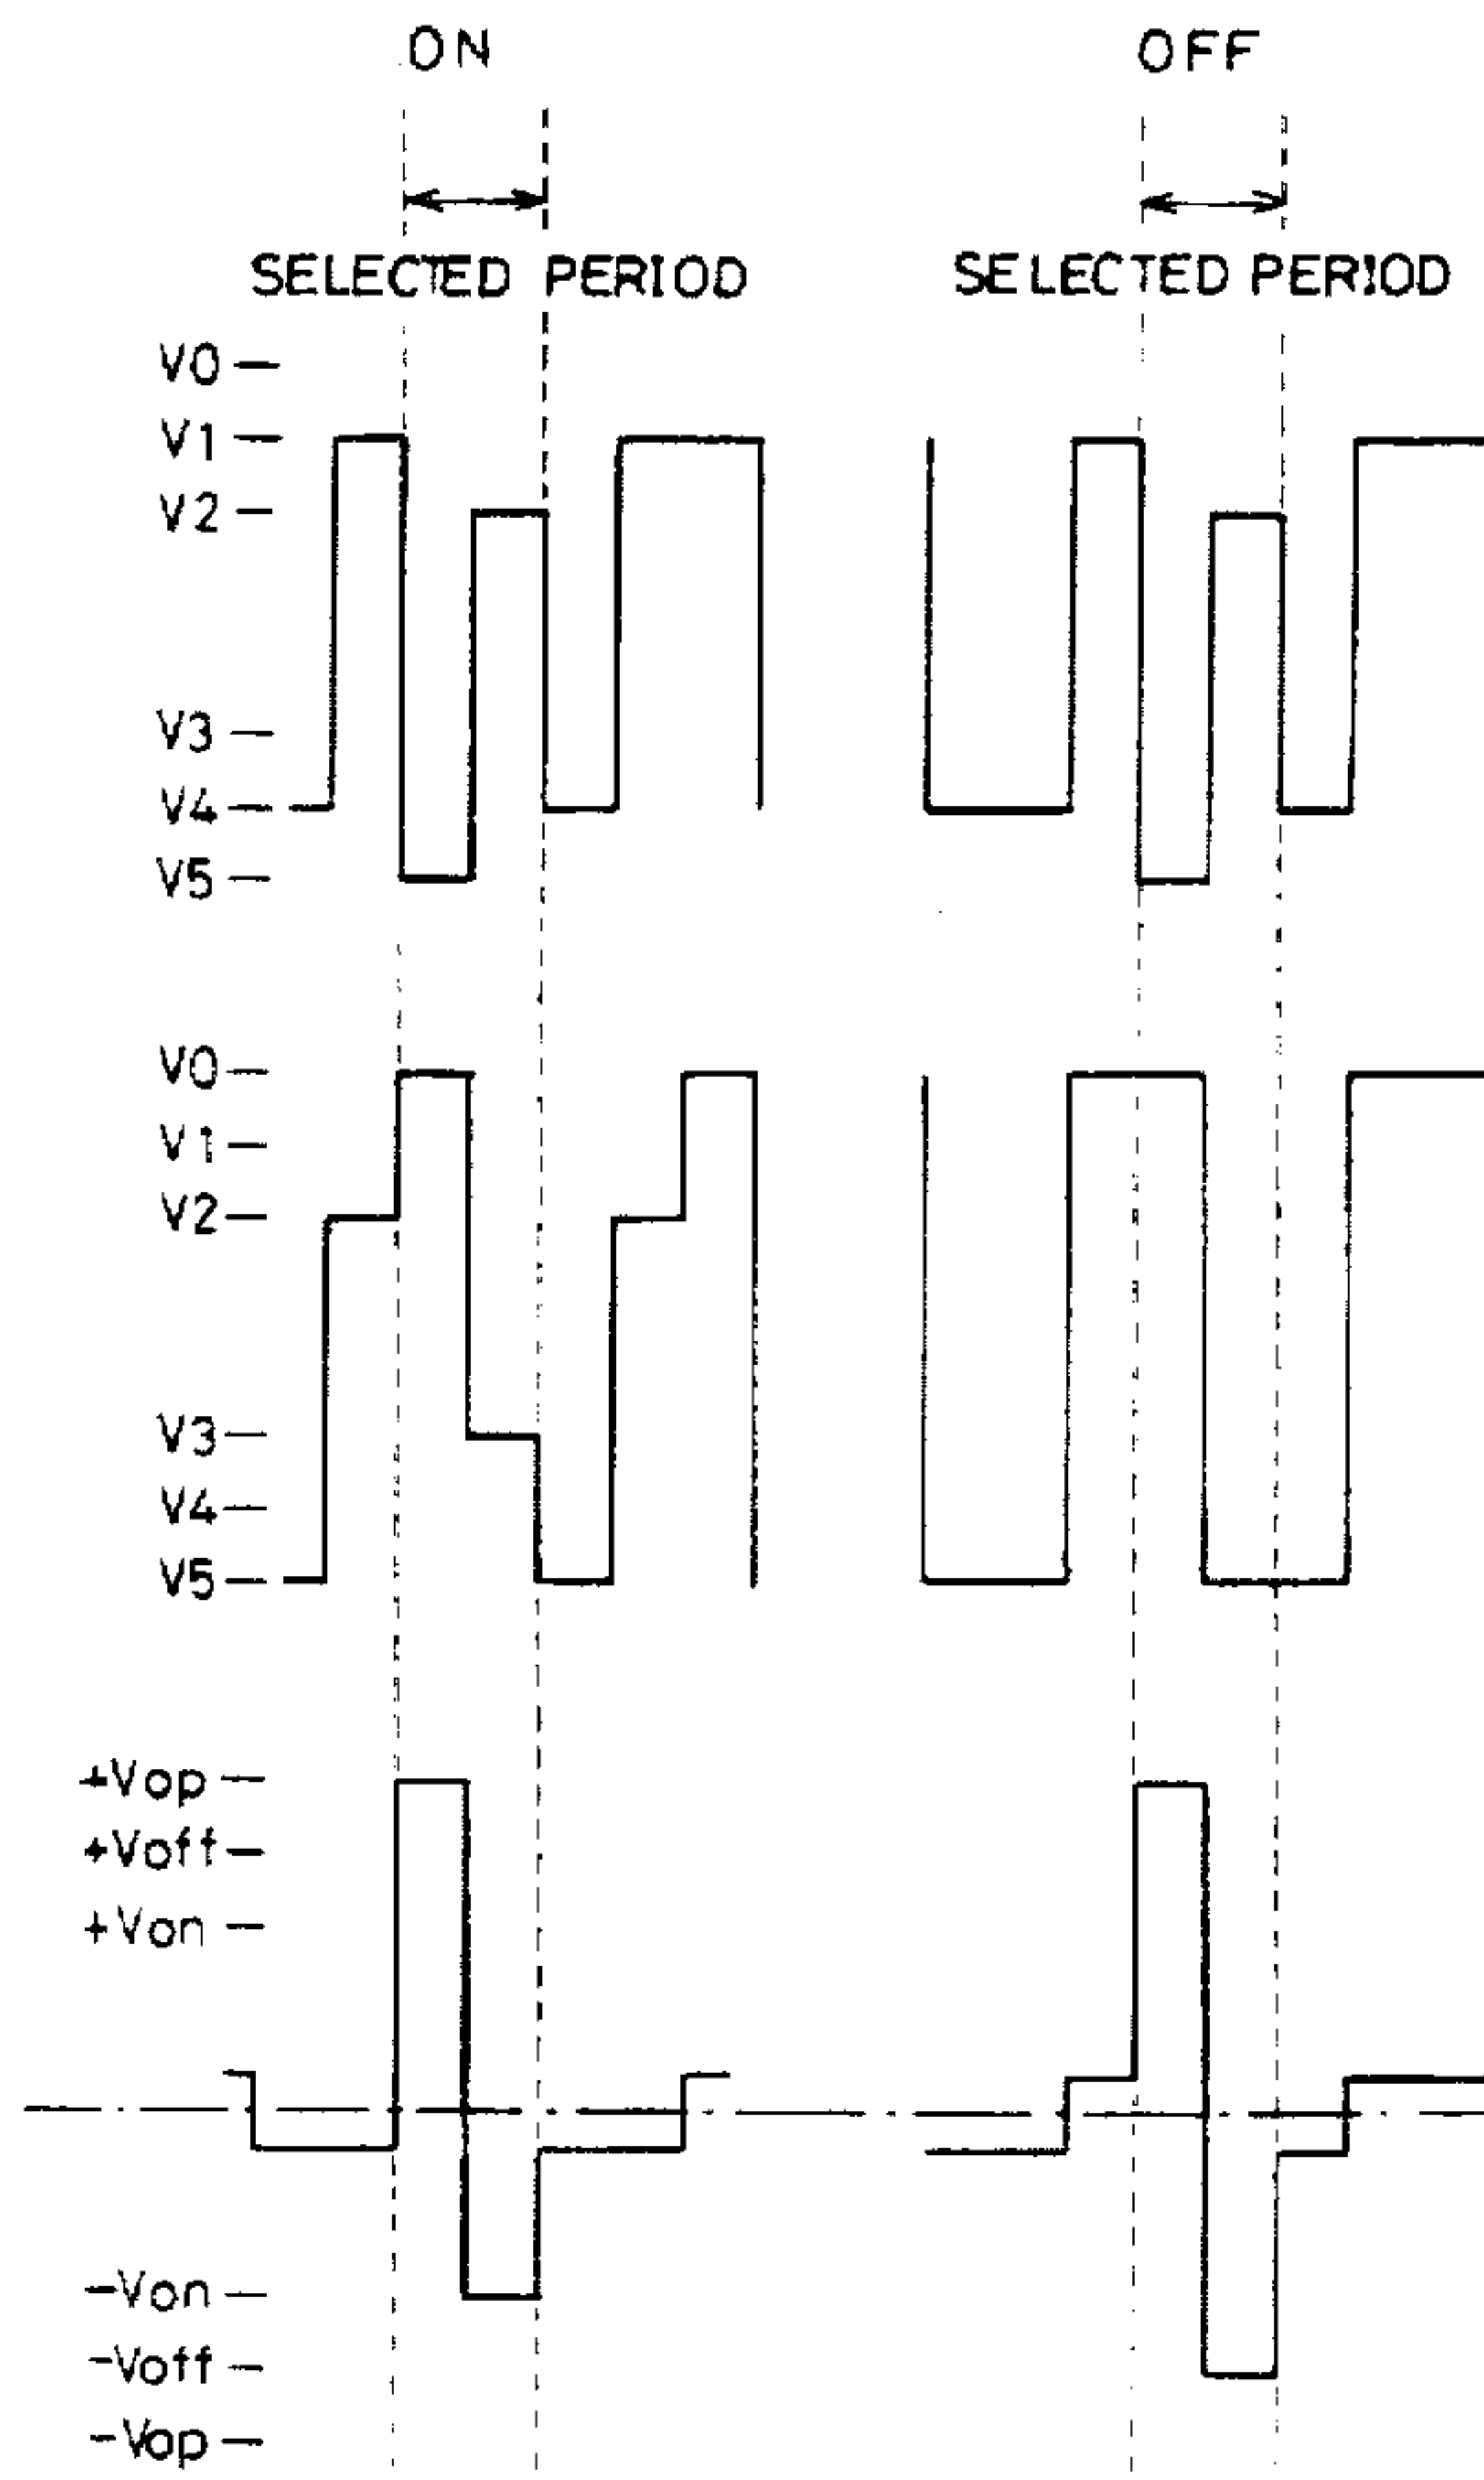 ON OFF
SELECTED PERIOD SELECTED PERIOD
V0
V1
V2
V3
V4
V5
V0
V1
V2
V3
V4
V5
+Vop
+Voff
+Von
-Von
-Voff
-Vop